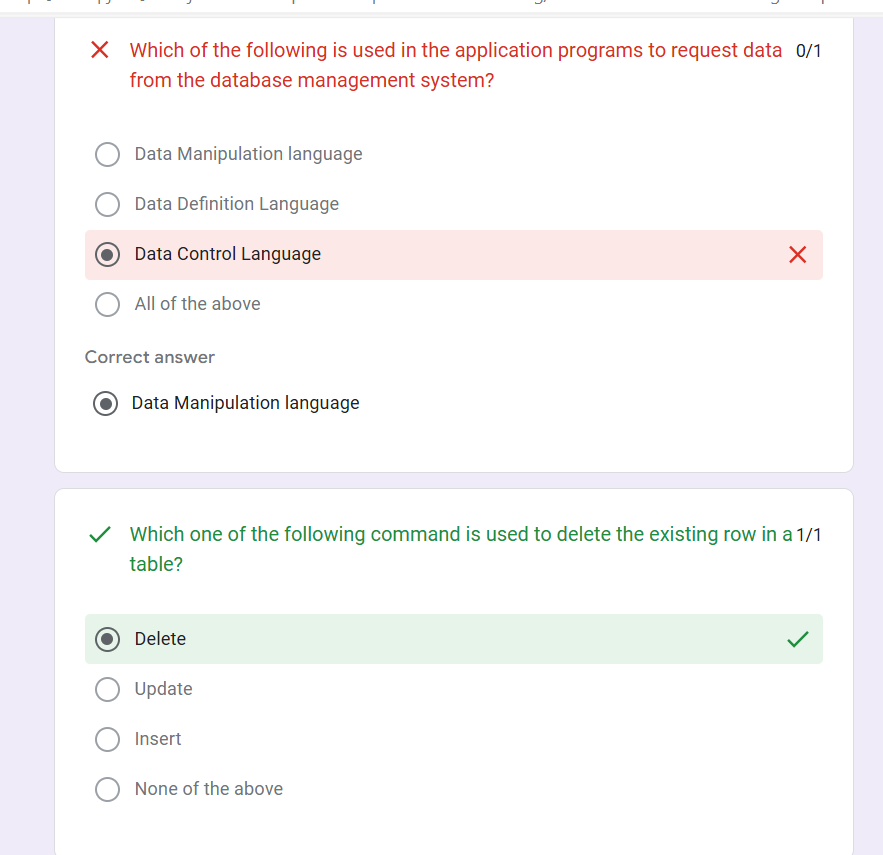 Which of the following is used in the application programs to request data 0/1
from the database management system?
Data Manipulation language
Data Definition Language
Data Control Language
All of the above
Correct answer
Data Manipulation language
Which one of the following command is used to delete the existing row in a 1/1
table?
Delete
Update
Insert
None of the above